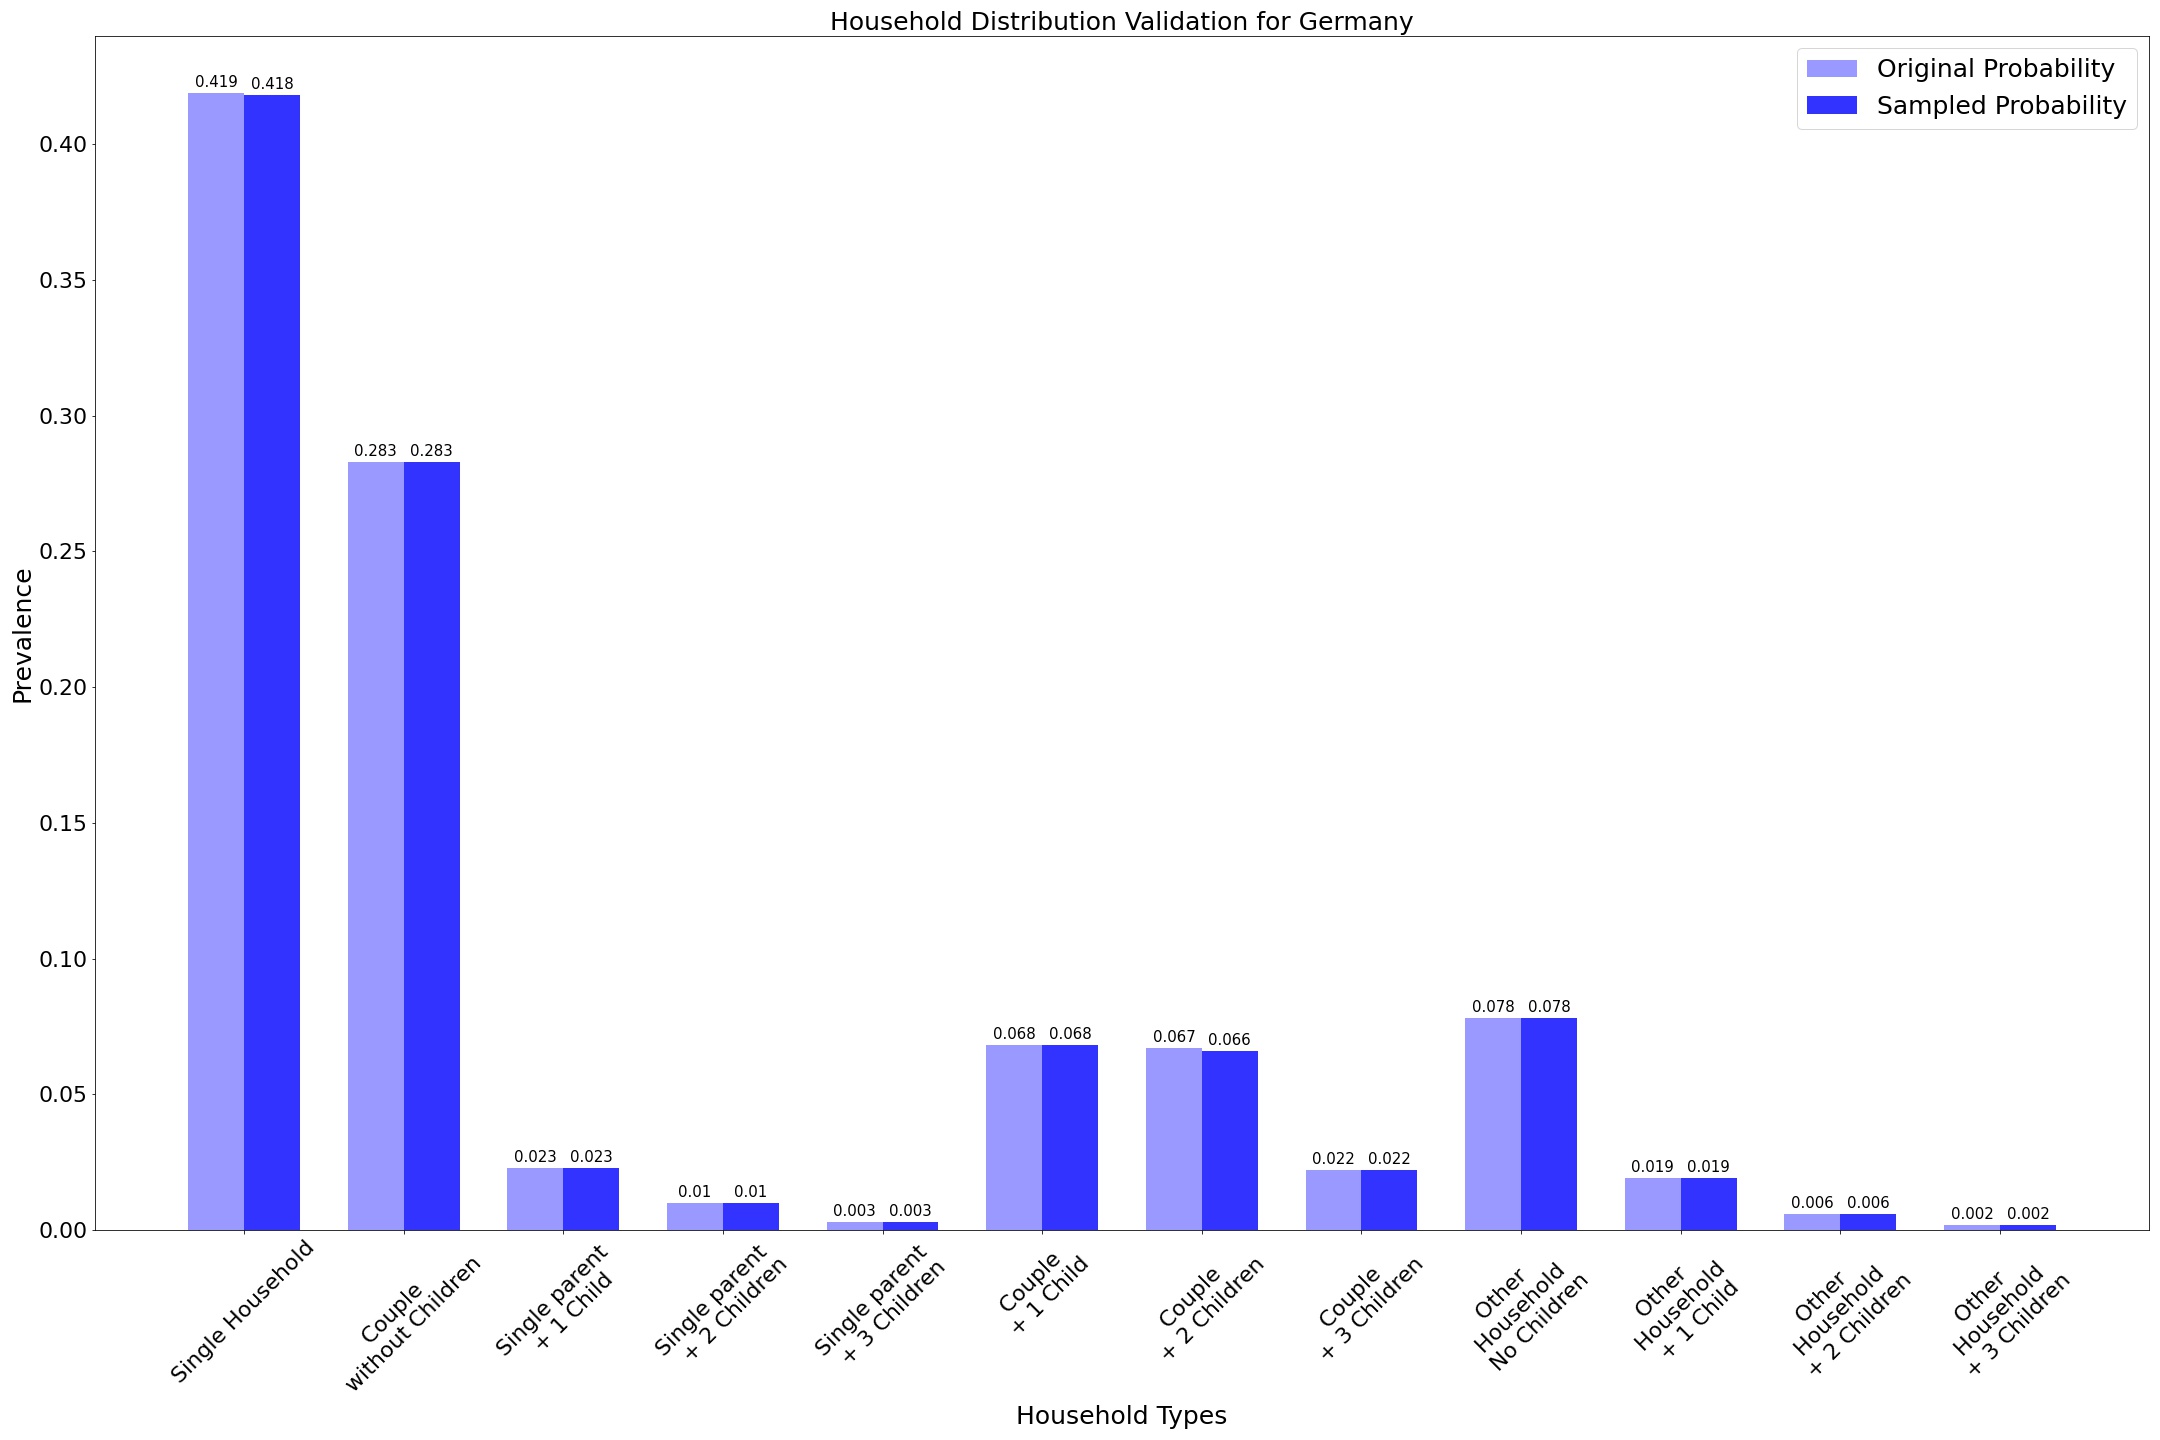 Household Distribution Validation for Germany
Original Probability
Sampled Probability
Prevalence
0.40
0.35
0.30
0.25
0.20
0.15
0.10
0.05
0.00
0.419 0.418
0.283 0.283
0.023 0.023
0.01 0.01
0.003 0.003
0.068 0.068
0.067 0.066
0.022 0.022
0.078 0.078
0.019 0.019
0.006 0.006
0.002 0.002
Single Household
Couple
without Children
Single parent
+ 1 Child
Single parent
+ 2 Children
Single parent
+ 3 Children
Couple
+ 1 Child
Couple
+ 2 Children
Couple
+ 3 Children
Other
Household
No Children
Other
Household
+ 1 Child
Other
Household
+ 2 Children
Other
Household
+ 3 Children
Household Types